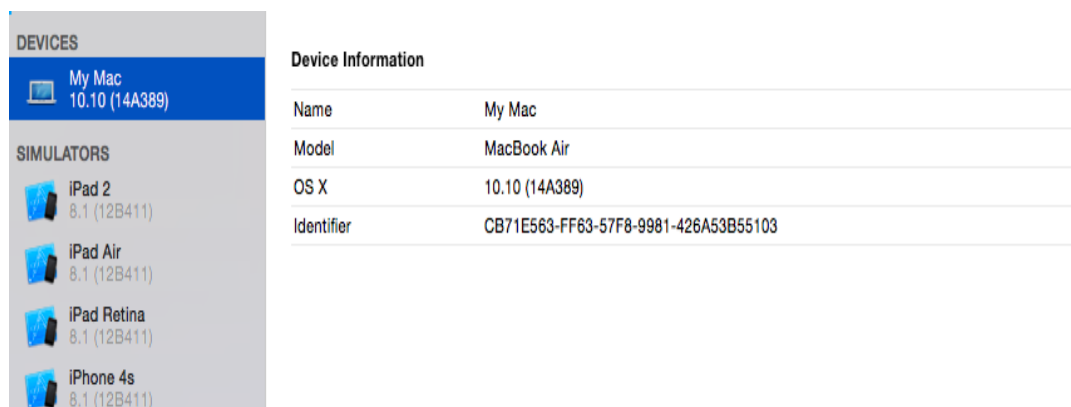 DEVICES
My Mac
10.10 (14A389)
SIMULATORS
iPad 2
8.1 (12B411)
iPad Air
8.1 (12B411)
iPad Retina
8.1 (12B411)
iPhone 4s
8.1 (12B411)
Device Information
Name My Mac
Model MacBook Air
OS X 10.10 (14A389)
Identifier CB71E563-FF63-57F8-9981-426A53B55103